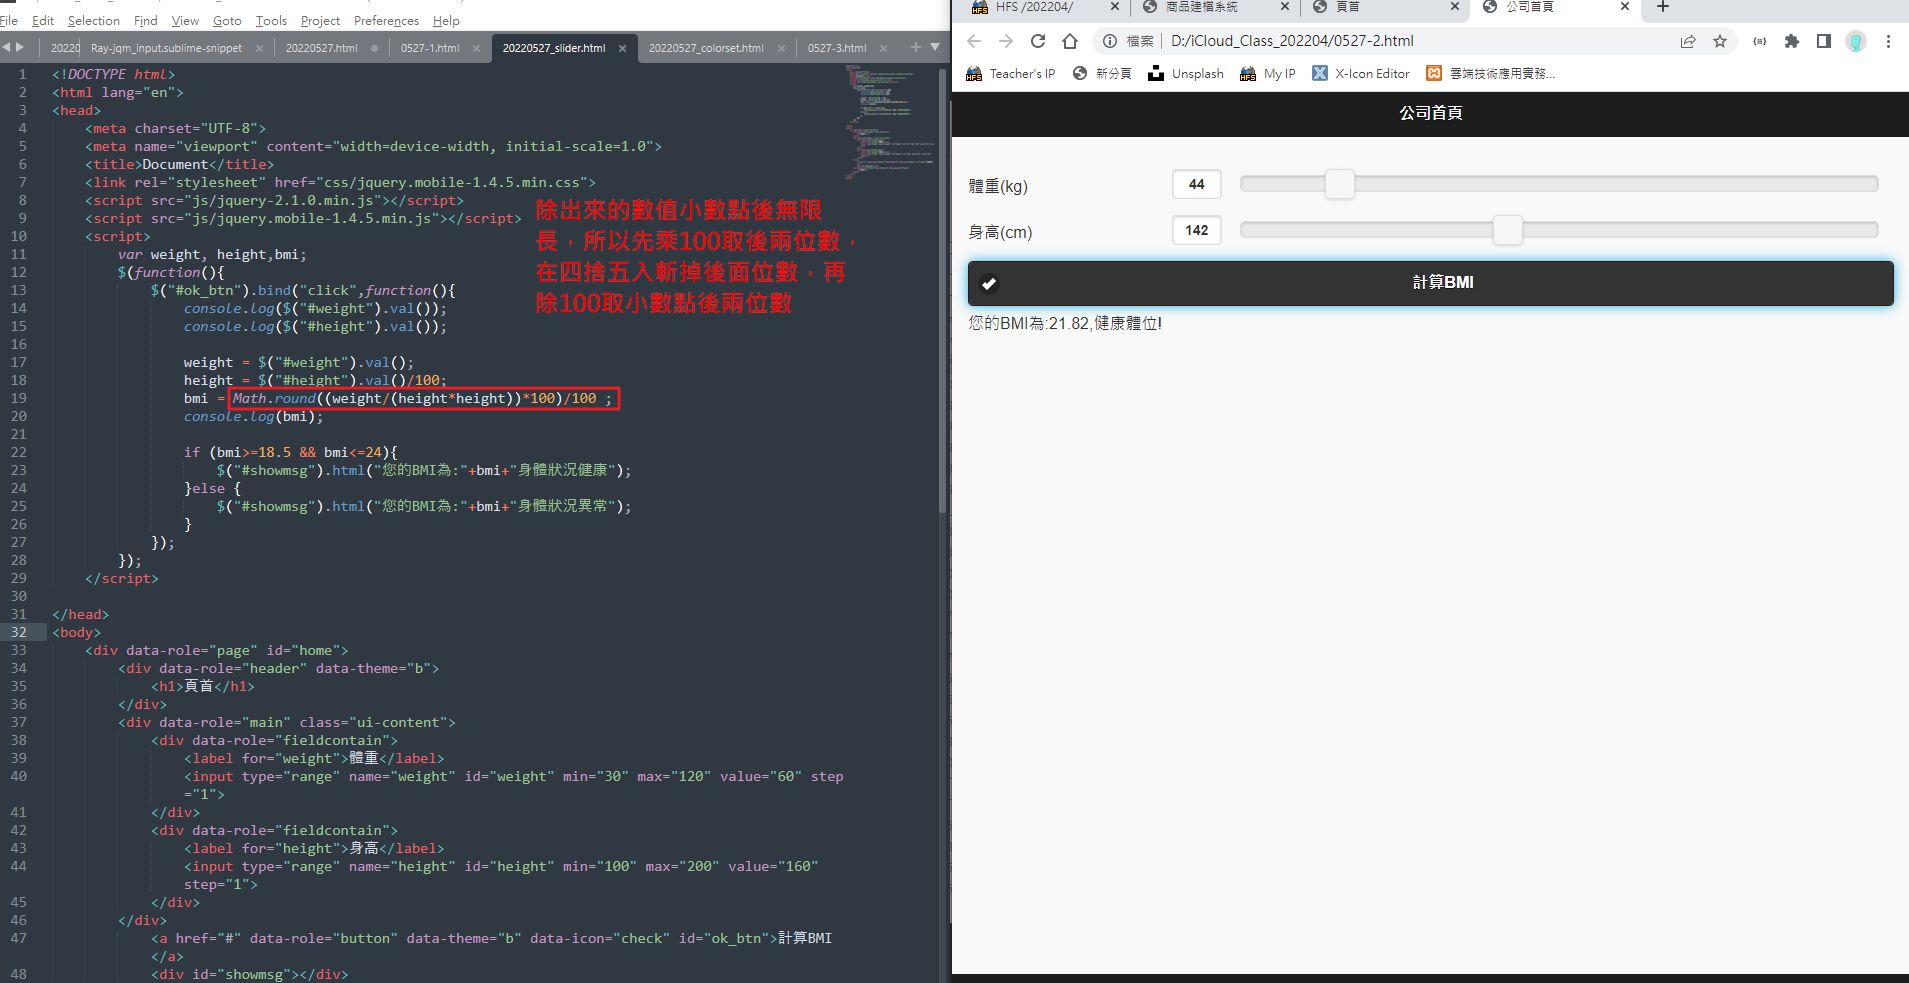 File Edit Selection Find View Goto Tools Project Preferences Help
20220 Ray-jqm_input.sublime-snippet 20220527.html 0527-1.html 20220527_slider.html 20220527_colorset.html 0527-3.html
1 <!DOCTYPE html>
2 <html lang="en">
3 <head>
4 <meta charset="UTF-8">
5 <meta name="viewport" content="width=device-width, initial-scale=1.0">
6 <title>Document</title>
7 <link rel="stylesheet" href="css/jquery.mobile-1.4.5.min.css">
8 <script src="js/jquery-2.1.0.min.js"></script>
9 <script src="js/jquery.mobile-1.4.5.min.js"></script>
10 <script>
11 var weight, height,bmi;
12 $(function(){
13 $("#ok_btn").bind("click",function(){
14 console.log($("#weight").val());
15 console.log($("#height").val());
16
17 weight = $("#weight").val();
18 height = $("#height").val()/100;
19 bmi = Math.round((weight/(height*height))*100)/100 ;
20 console.log(bmi);
21
22 if (bmi>=18.5 && bmi<=24){
23 $("#showmsg").html("您的BMI為:"+bmi+"身體狀況健康");
24 }else {
25 $("#showmsg").html("您的BMI為:"+bmi+"身體狀況異常");
26 }
27 });
28 });
29 </script>
30
31 </head>
32 <body>
33 <div data-role="page" id="home">
34 <div data-role="header" data-theme="b">
35 <h1>頁首</h1>
36 </div>
37 <div data-role="main" class="ui-content">
38 <div data-role="fieldcontain">
39 <label for="weight">體重</label>
40 <input type="range" name="weight" id="weight" min="30" max="120" value="60" step
="1">
41 </div>
42 <div data-role="fieldcontain">
43 <label for="height">身高</label>
44 <input type="range" name="height" id="height" min="100" max="200" value="160"
step="1">
45 </div>
46 </div>
47 <a href="#" data-role="button" data-theme="b" data-icon="check" id="ok_btn">計算BMI
</a>
48 <div id="showmsg"></div>
除出來的數值小數點後無限
長，所以先乘100取後兩位數，
在四捨五入斬掉後面位數，再
除100取小數點後兩位數
HFS /202204/ 商品建檔系統 頁首 公司首頁
檔案 D:/iCloud_Class_202204/0527-2.html
Teacher's IP 新分頁 Unsplash My IP X-Icon Editor 雲端技術應用實務...
公司首頁
體重(kg) 44
身高(cm) 142
計算BMI
您的BMI為:21.82,健康體位!